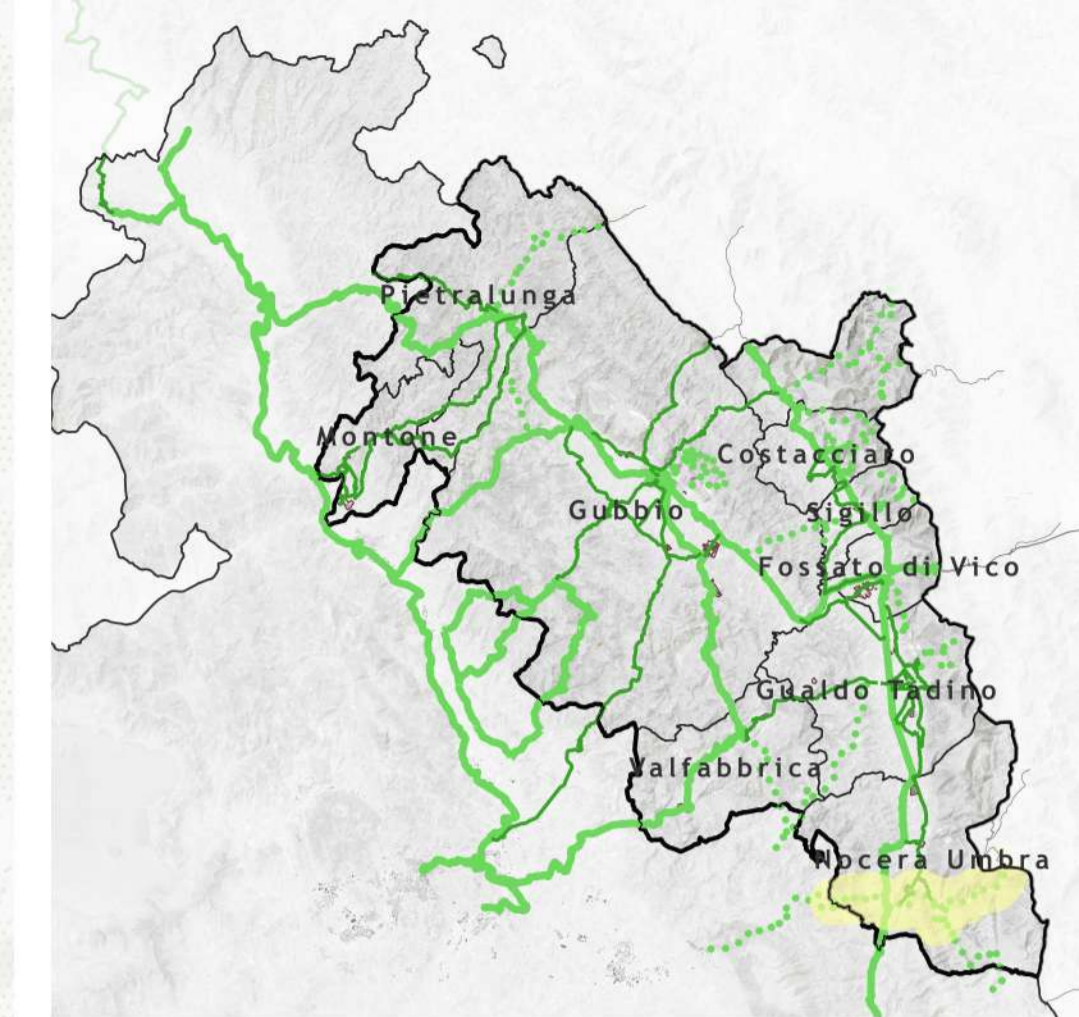 Pietralunga
Montone
Costacciaro
Gubbio
Sigillo
Fossato di Vico
Gualdo Tadino
Valfabbrica
Nocera Umbra